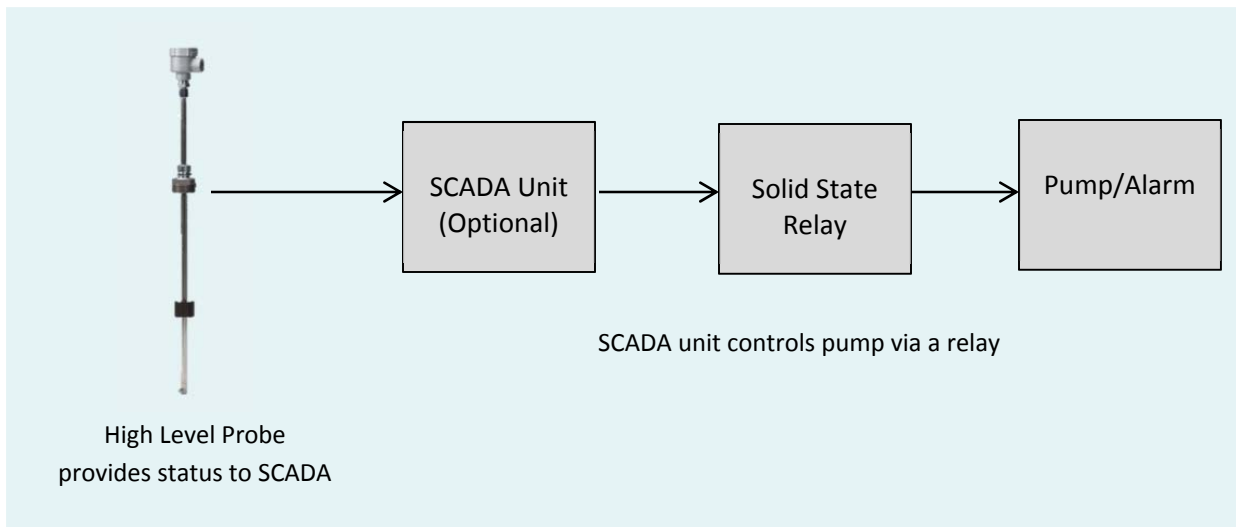 SCADA Unit
(Optional)
Solid State
Relay
Pump/Alarm
SCADA unit controls pump via a relay
High Level Probe
provides status to SCADA